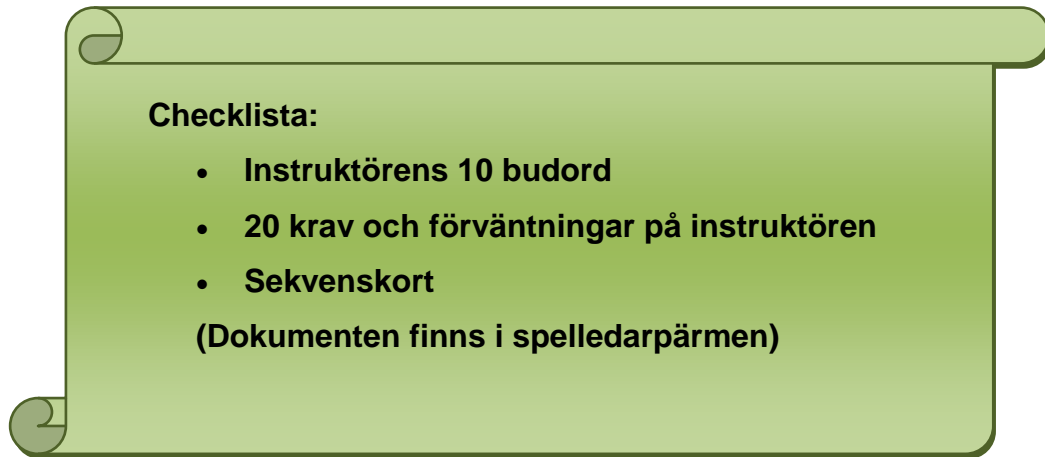 Checklista:
• Instruktörens 10 budord
• 20 krav och förväntningar på instruktören
• Sekvenskort
(Dokumenten finns i spelledarpärmen)